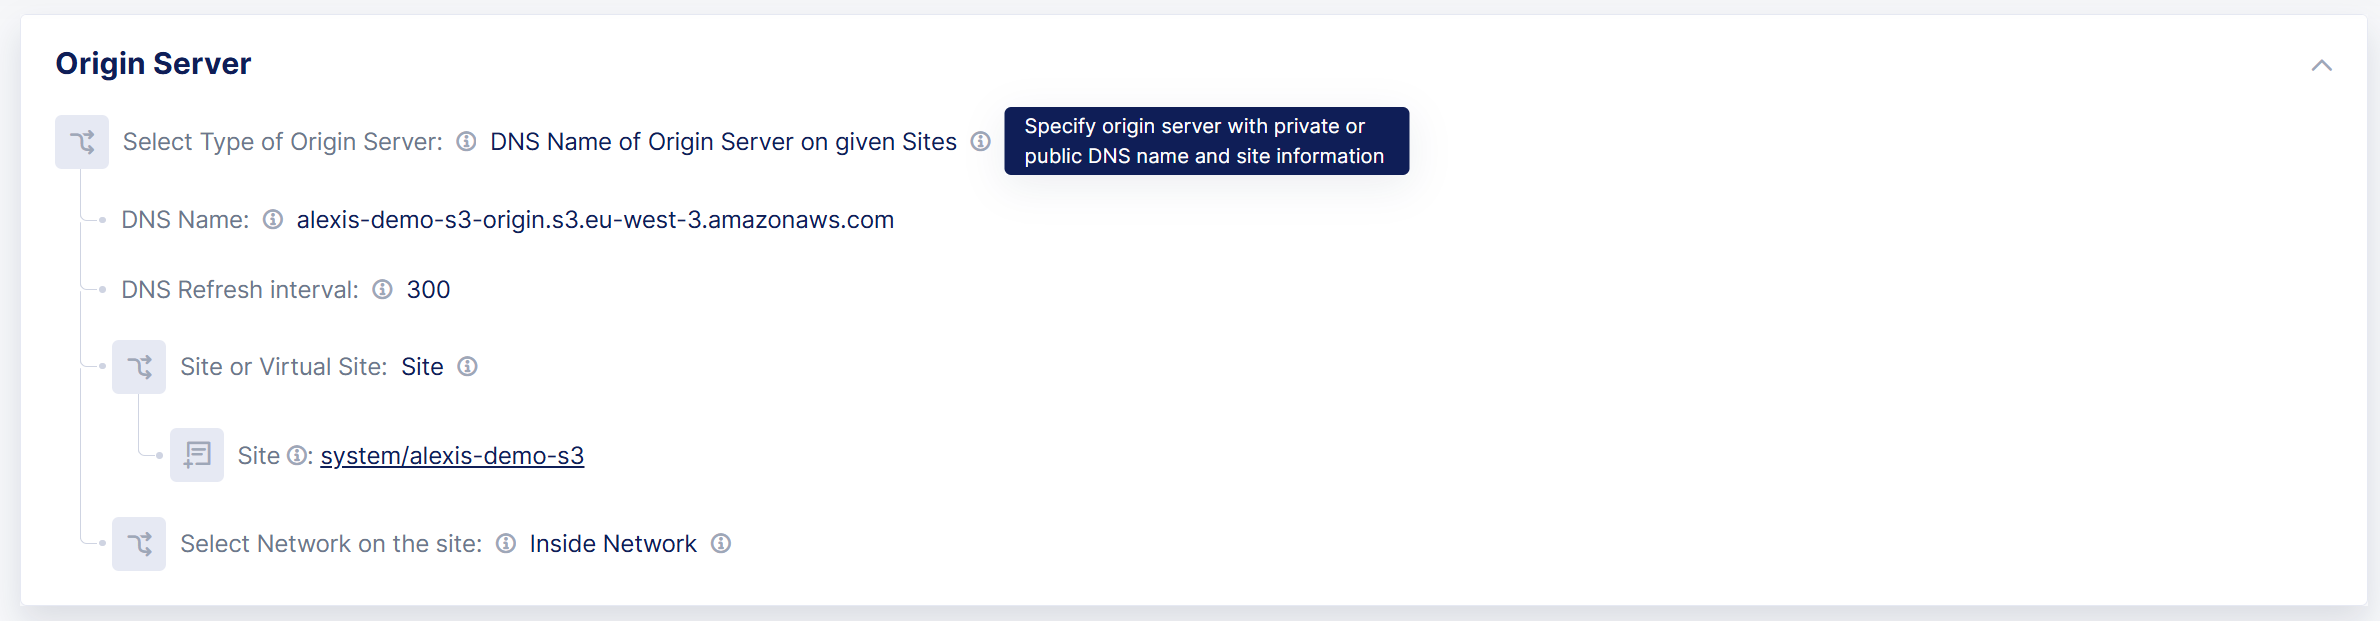 Origin Server
Select Type of Origin Server: DNS Name of Origin Server on given Sites
Specify origin server with private or
public DNS name and site information
DNS Name: alexis-demo-s3-origin.s3.eu-west-3.amazonaws.com
DNS Refresh interval: 300
Site or Virtual Site: Site
Site : system/alexis-demo-s3
Select Network on the site: Inside Network